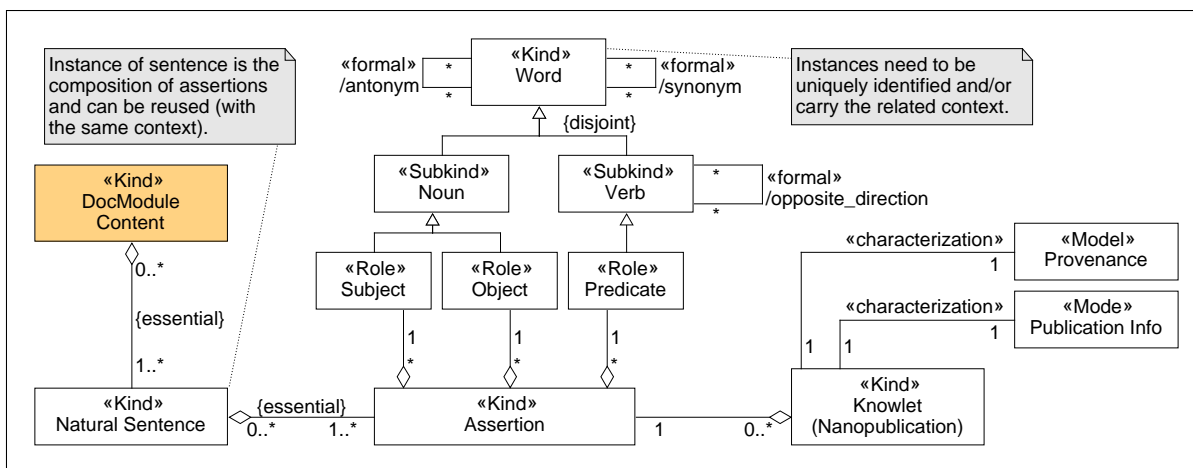 Instance of sentence is the
composition of assertions
and can be reused (with
the same context).
«Kind»
Word
«formal»
/antonym
*
*
*
*
«formal»
/synonym
Instances need to be
uniquely identified and/or
carry the related context.
{disjoint}
«Kind»
DocModule
Content
«Subkind»
Noun
«Subkind»
Verb
*
*
«formal»
/opposite_direction
«Role»
Subject
«Role»
Object
«Role»
Predicate
«characterization»
1
«Model»
Provenance
«characterization»
1
«Mode»
Publication Info
0..*
{essential}
1..*
1
*
1
*
1
*
1
1
«Kind»
Natural Sentence
{essential}
0..*
1..*
«Kind»
Assertion
1
0..*
«Kind»
Knowlet
(Nanopublication)